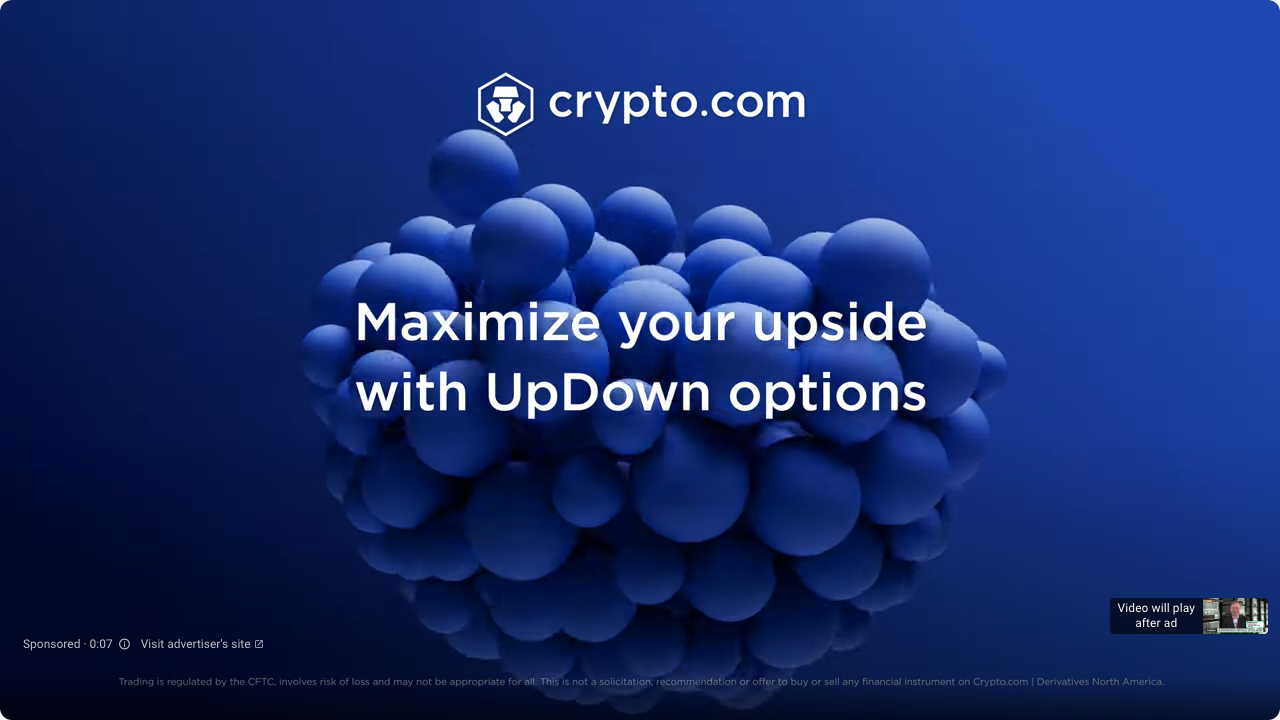 crypto.com
Maximize your upside
with UpDown options
Video will play
after ad
Sponsored · 0:07
Visit advertiser's site
Trading is regulated by the CFTC, involves risk of loss and may not be appropriate for all. This is not a solicitation, recommendation or offer to buy or sell any financial instrument on Crypto.com | Derivatives North America.